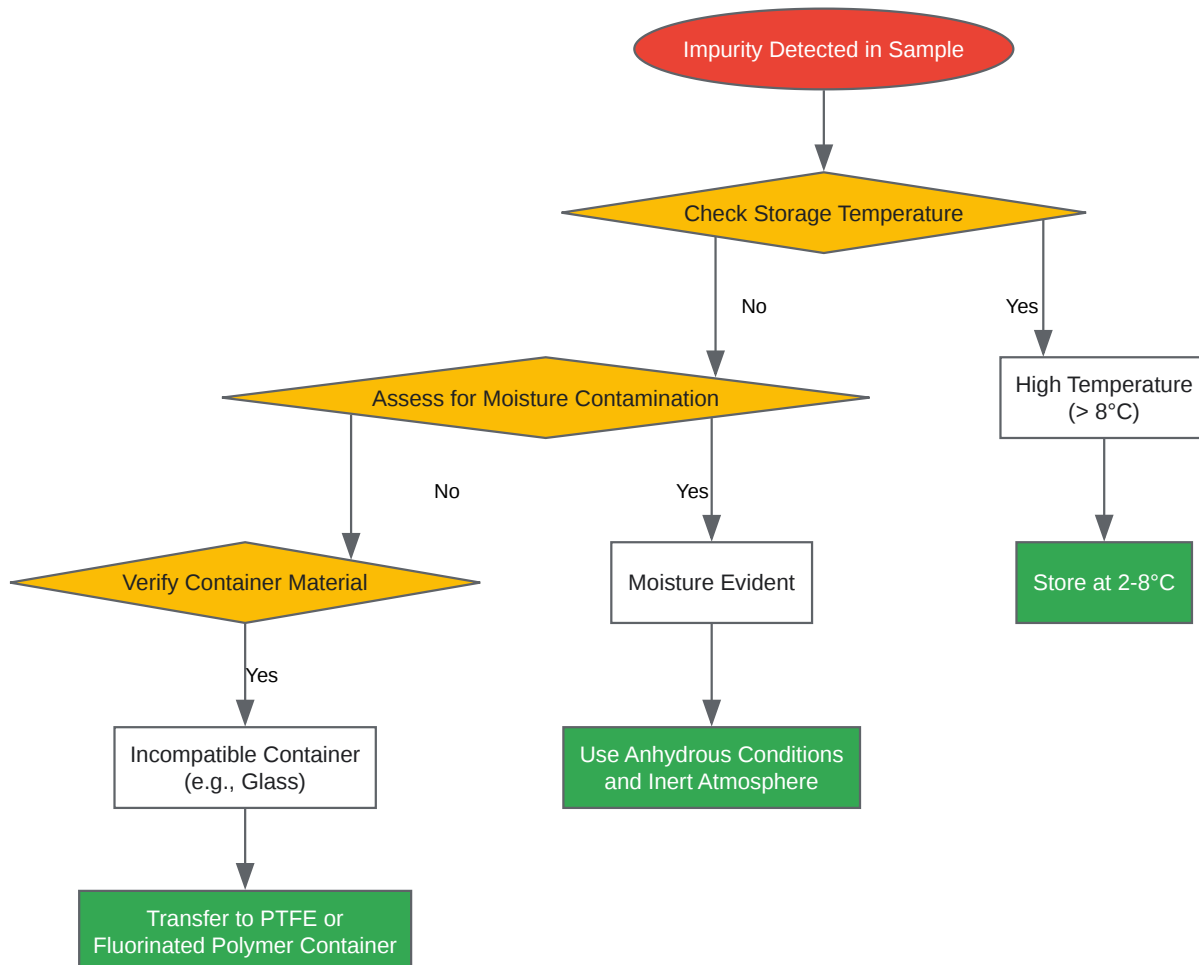 Impurity Detected in Sample
Check Storage Temperature
No
Yes
Assess for Moisture Contamination
High Temperature
(> 8°C)
No
Yes
Verify Container Material
Moisture Evident
Store at 2-8°C
Yes
Incompatible Container
(e.g., Glass)
Use Anhydrous Conditions
and Inert Atmosphere
Transfer to PTFE or
Fluorinated Polymer Container